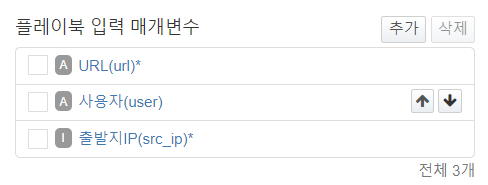 플레이북 입력 매개변수 추가 삭제
A URL(url)*
A 사용자(user)
I 출발지IP(src_ip)*
전체 3개